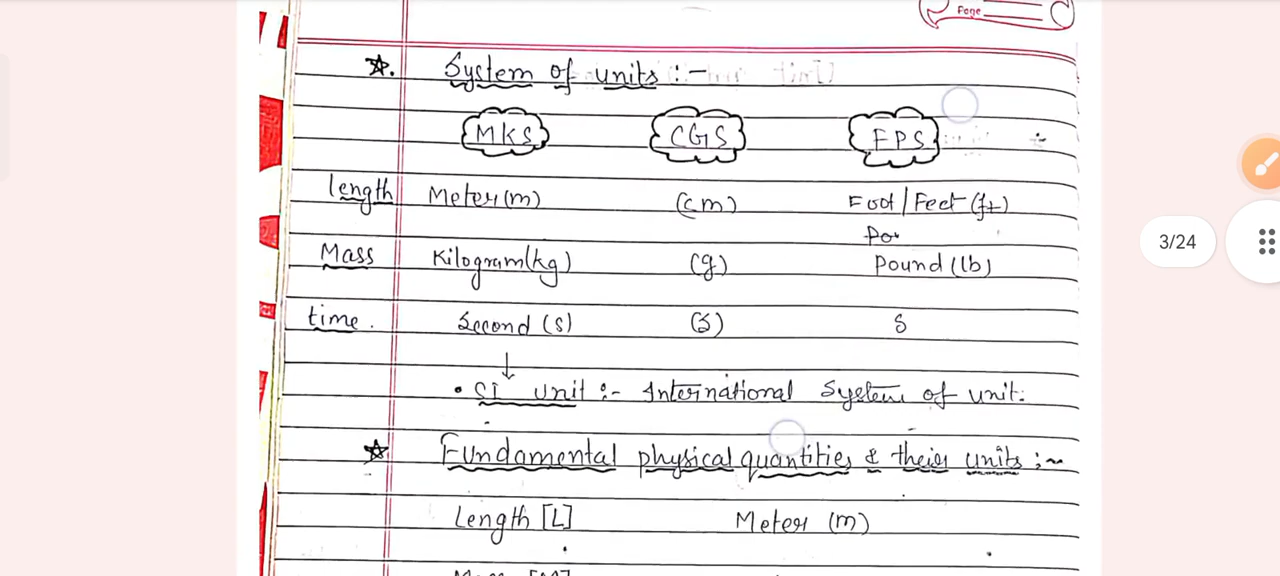 Page
☆. System of units :-
MKS CGS FPS
length Meter(m) (cm) Foot/Feet (ft)
Po
Mass Kilogram(kg) (g) Pound (lb)
time. Second (s) (s) s
↓
• SI unit :- International System of unit.
☆ Fundamental physical quantities & their units :~
Length [L] Meter (m)
3/24